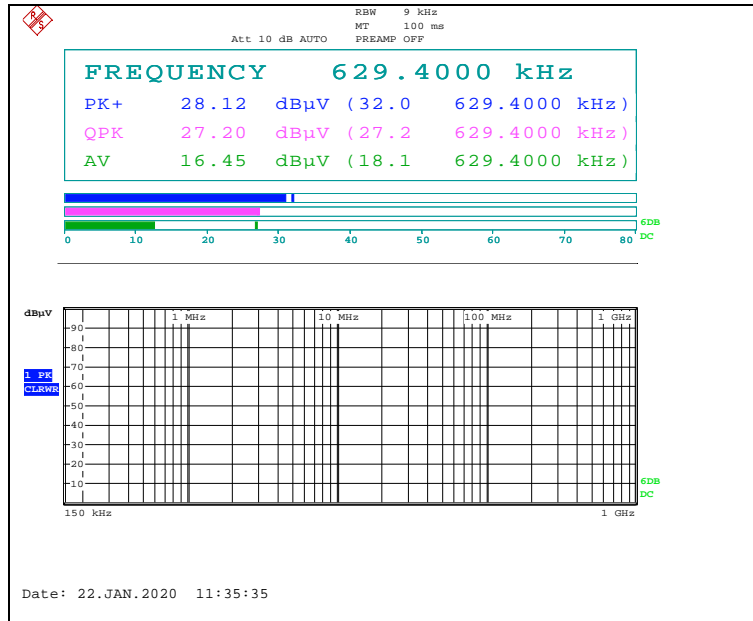 R S
RBW 9 kHz
MT 100 ms
Att 10 dB AUTO PREAMP OFF
FREQUENCY 629.4000 kHz
PK+ 28.12 dBµV (32.0 629.4000 kHz)
QPK 27.20 dBµV (27.2 629.4000 kHz)
AV 16.45 dBµV (18.1 629.4000 kHz)
6DB
0 10 20 30 40 50 60 70 80 DC
dBµV
1 MHz 10 MHz 100 MHz 1 GHz
90
80
70
1 PK
60
CLRWR
50
40
30
20
10
6DB
DC
150 kHz 1 GHz
Date: 22.JAN.2020 11:35:35